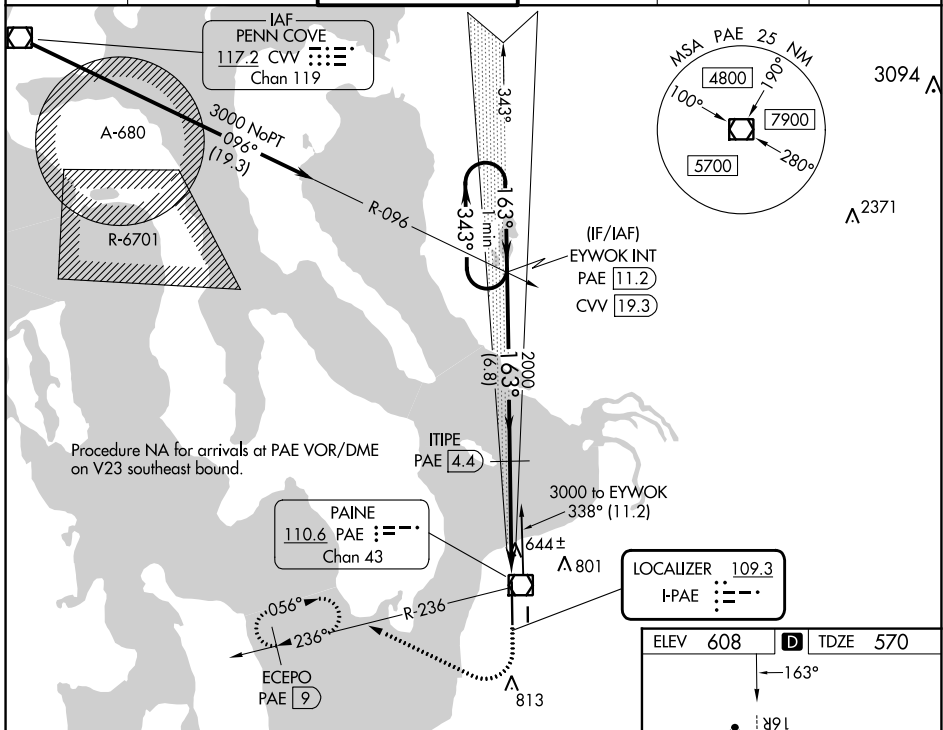 IAF
PENN COVE
117.2 CVV
Chan 119
A-680
R-6701
3000 NoPT
096°
(19.3)
R-096
343°
163°
343°
1 min
(IF/IAF)
EYWOK INT
PAE 11.2
CVV 19.3
MSA PAE 25 NM
4800
190°
100°
7900
5700
280°
3094
2371
2000
163°
(6.8)
Procedure NA for arrivals at PAE VOR/DME
on V23 southeast bound.
ITIPE
PAE 4.4
3000 to EYWOK
338° (11.2)
PAINE
110.6 PAE
Chan 43
644±
801
LOCALIZER 109.3
I-PAE
R-236
056°
236°
ECEPO
PAE 9
813
ELEV 608 D TDZE 570
163°
16R